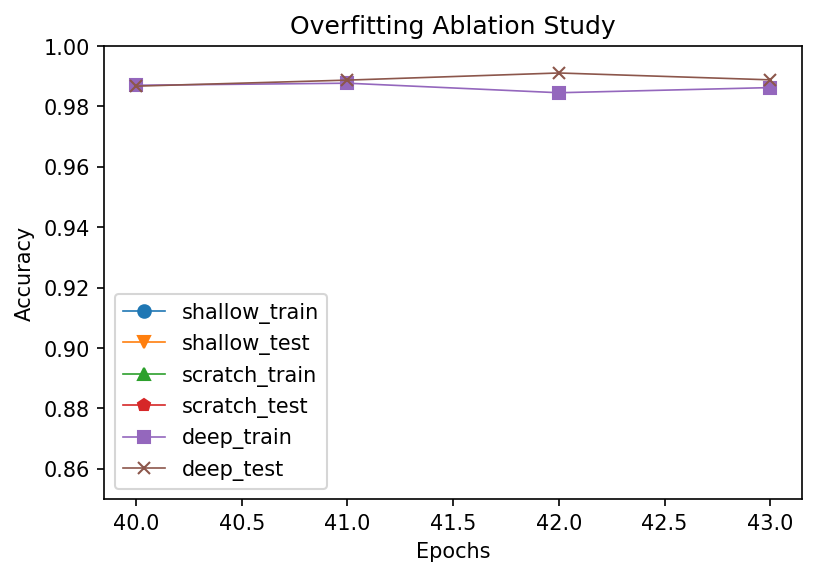 Overfitting Ablation Study
1.00
0.98
0.96
0.94
0.92
0.90
0.88
0.86
Accuracy
shallow_train
shallow_test
scratch_train
scratch_test
deep_train
deep_test
40.0 40.5 41.0 41.5 42.0 42.5 43.0
Epochs